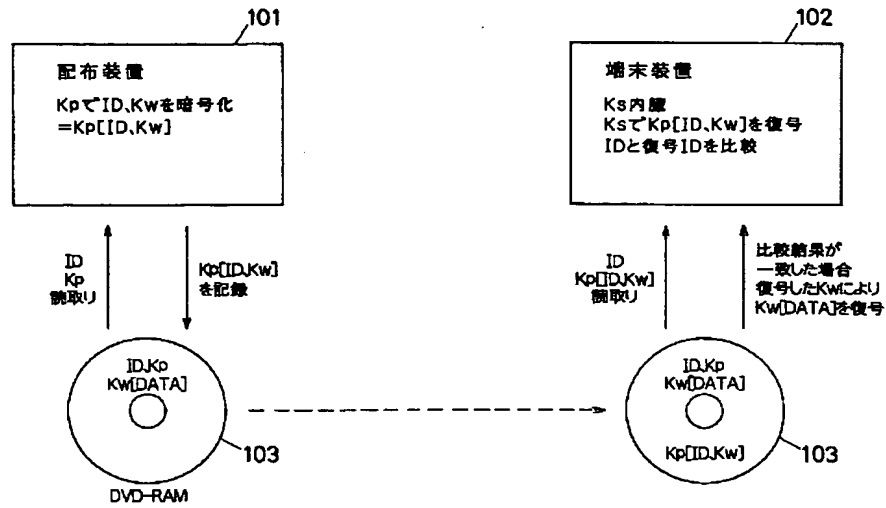 101
配布装置
KpでID、Kwを暗号化
=Kp[ID、Kw]
ID
Kp
読取り
Kp[ID,Kw]
を記録
ID,Kp
Kw[DATA]
103
DVD-RAM
102
端末装置
Ks内臓
KsでKp[ID、Kw]を復号
IDと復号IDを比較
ID
Kp[ID,Kw]
読取り
比較結果が
一致した場合
復号したKwにより
Kw[DATA]を復号
ID,Kp
Kw[DATA]
Kp[ID,Kw]
103